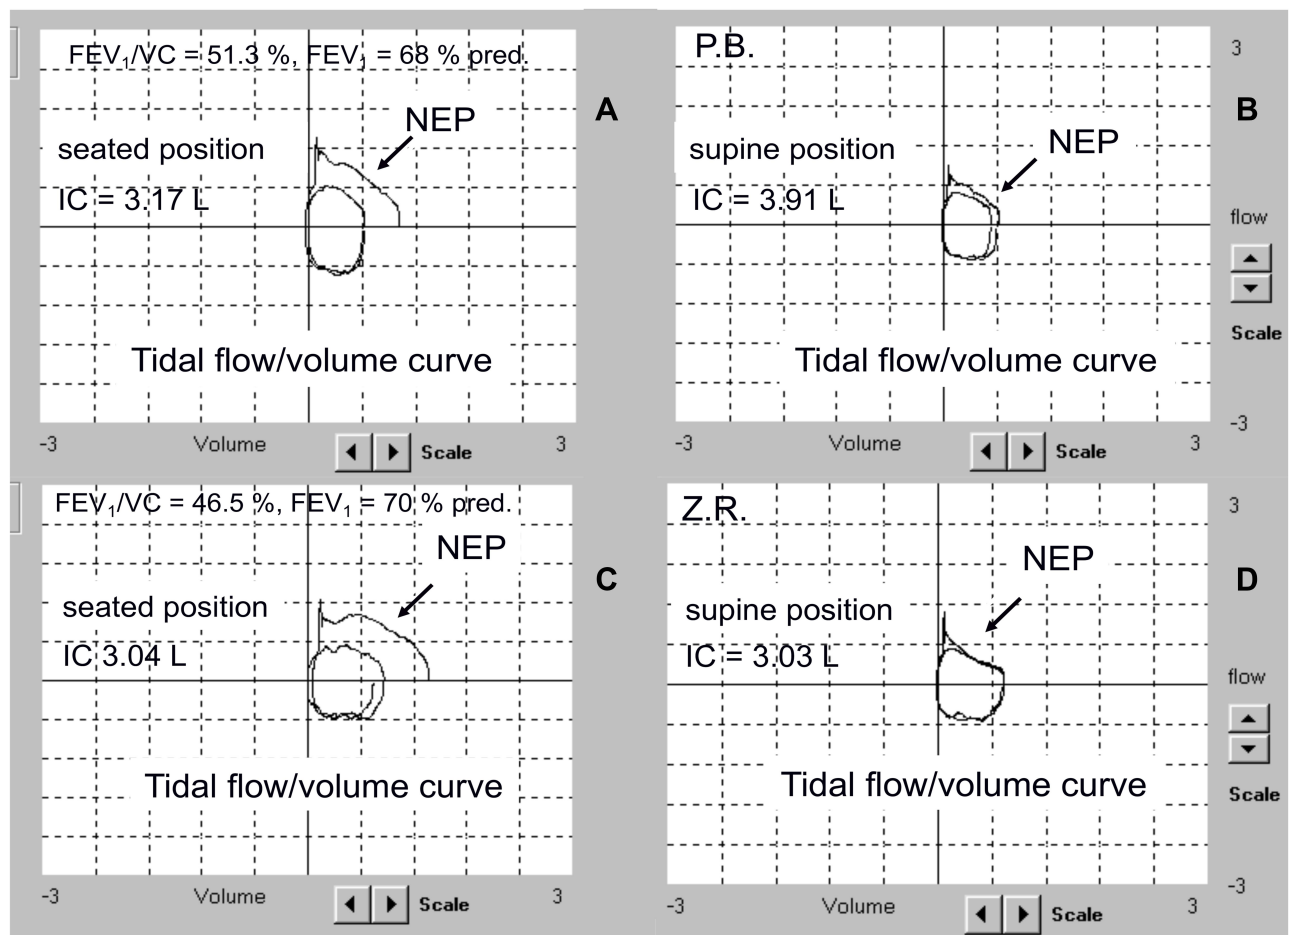 FEV₁/VC = 51.3 %, FEV₁ = 68 % pred.
NEP
seated position
IC = 3.17 L
Tidal flow/volume curve
-3 Volume 3
Scale
A
P.B.
NEP
supine position
IC = 3.91 L
Tidal flow/volume curve
-3 Volume 3
Scale
3
B
flow
Scale
-3
FEV₁/VC = 46.5 %, FEV₁ = 70 % pred.
NEP
seated position
IC 3.04 L
Tidal flow/volume curve
-3 Volume 3
Scale
C
Z.R.
NEP
supine position
IC = 3.03 L
Tidal flow/volume curve
-3 Volume 3
Scale
3
D
flow
Scale
-3